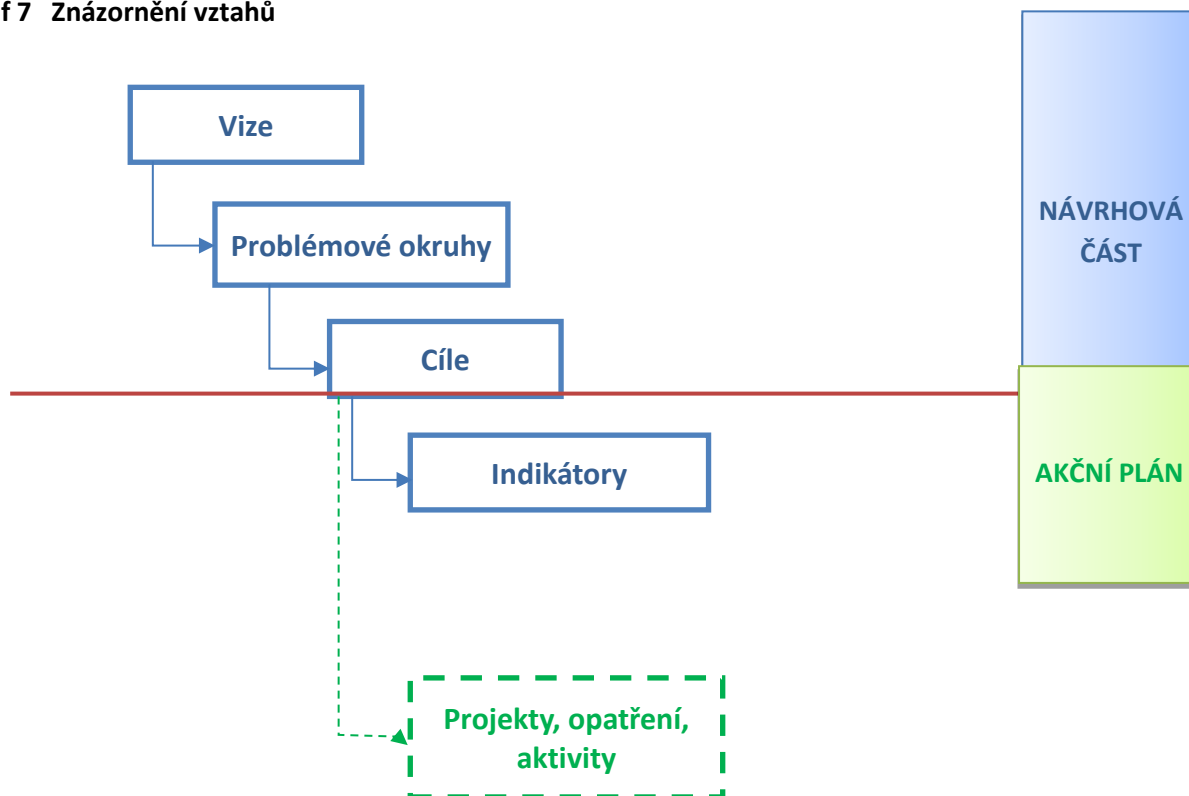 f 7 Znázornění vztahů
Vize
Problémové okruhy
Cíle
Indikátory
Projekty, opatření,
aktivity
NÁVRHOVÁ
ČÁST
AKČNÍ PLÁN